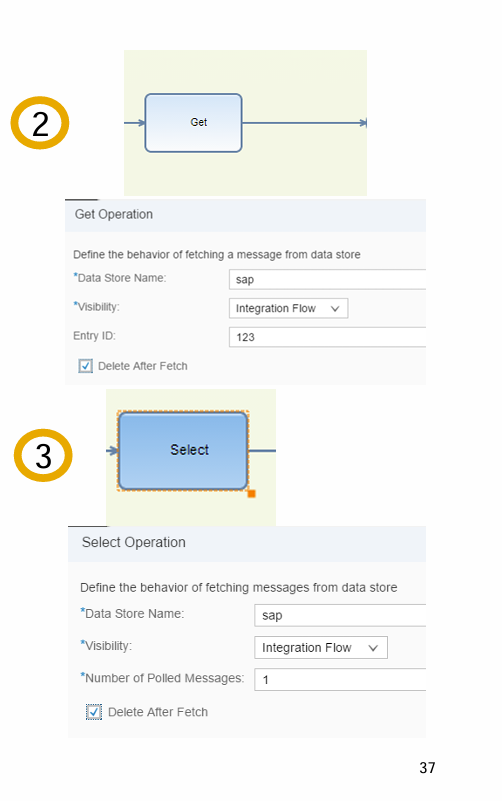 2
Get
Get Operation
Define the behavior of fetching a message from data store
*Data Store Name: sap
*Visibility: Integration Flow
Entry ID: 123
Delete After Fetch
3
Select
Select Operation
Define the behavior of fetching messages from data store
*Data Store Name: sap
*Visibility: Integration Flow
*Number of Polled Messages: 1
Delete After Fetch
37